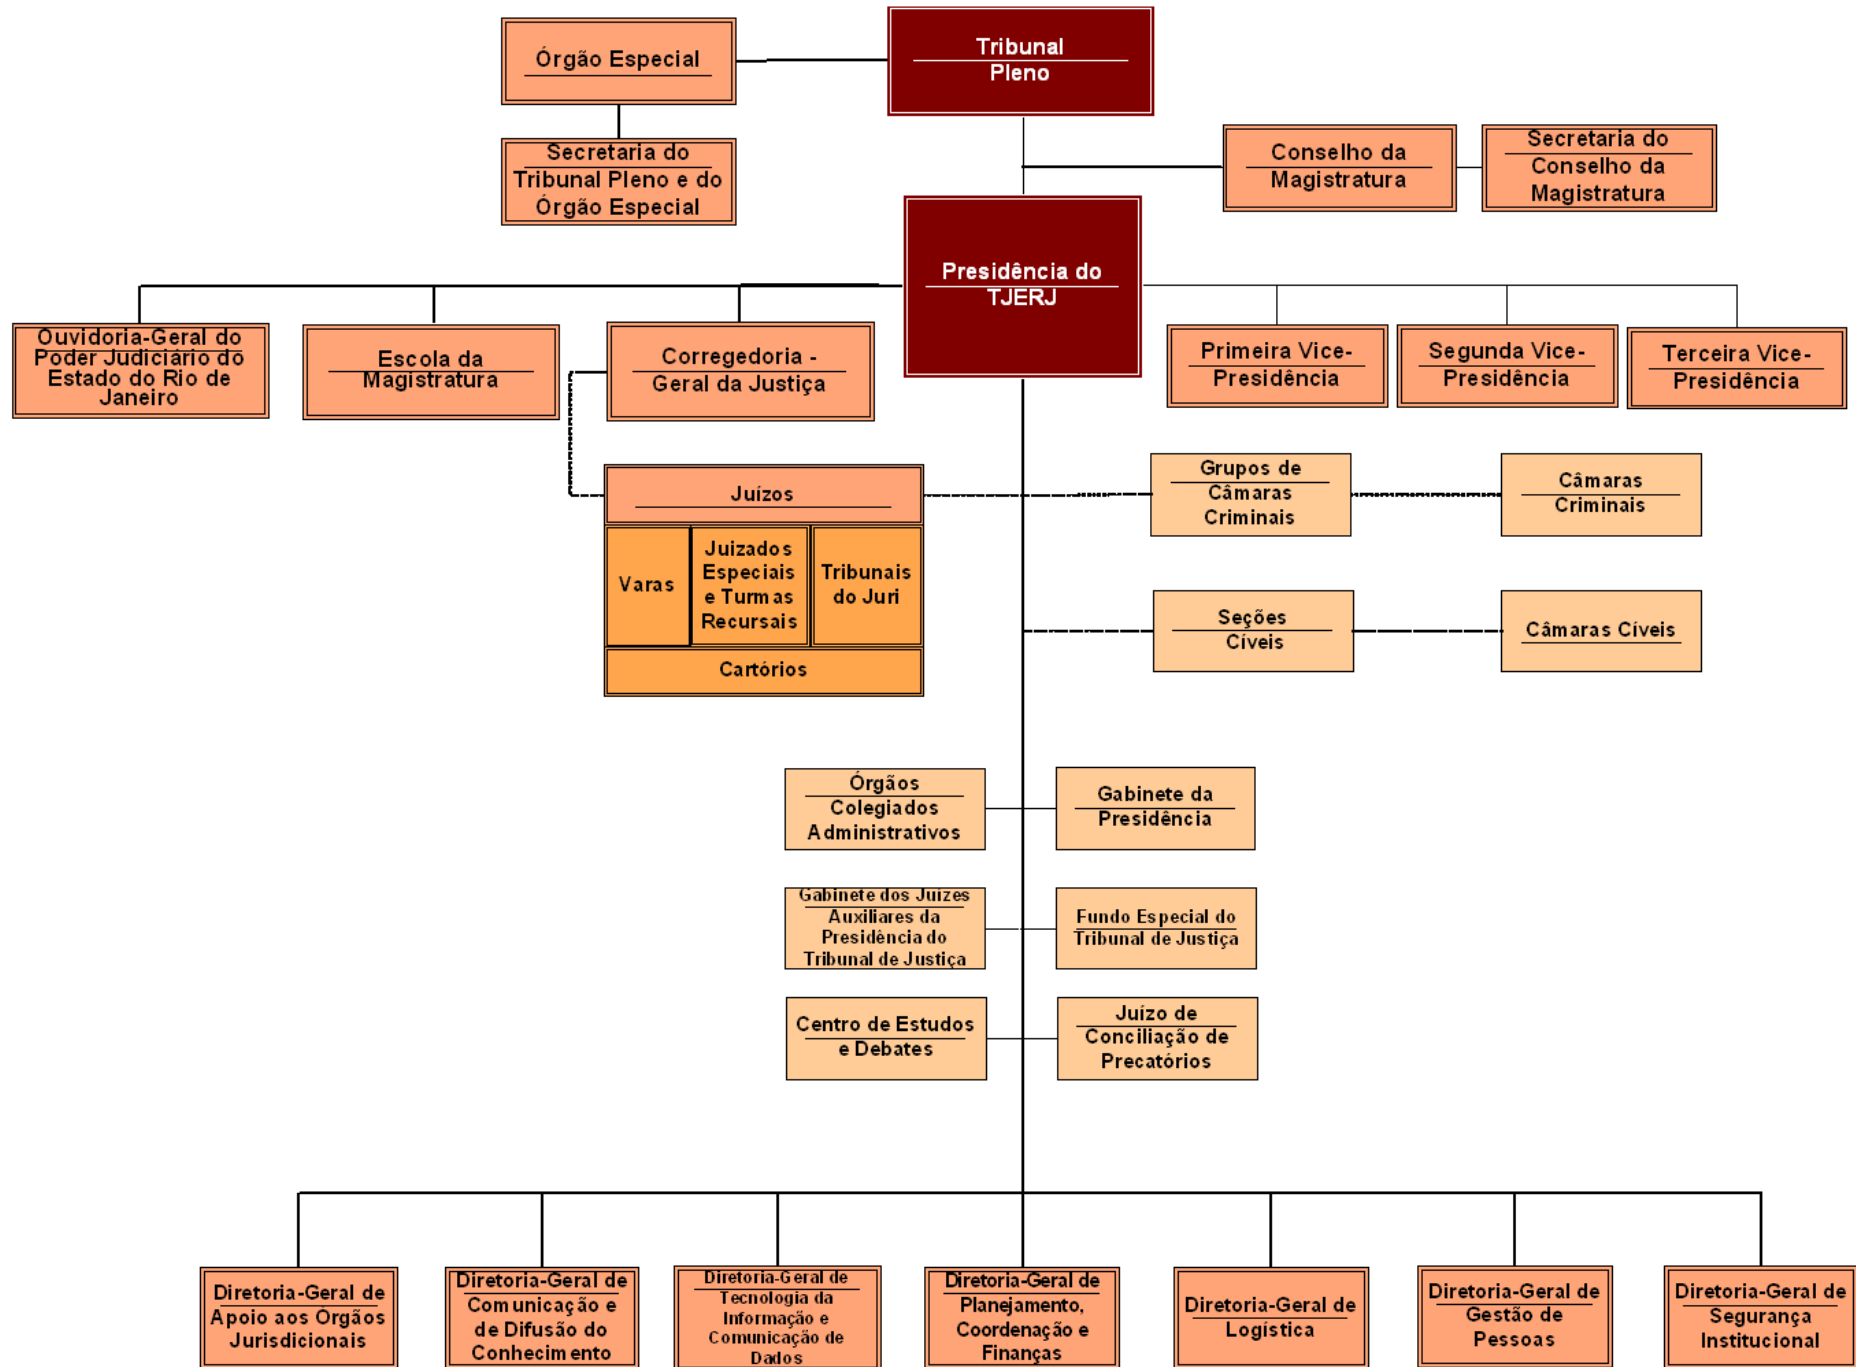 Tribunal
Pleno
Órgão Especial
Secretaria do
Tribunal Pleno e do
Órgão Especial
Conselho da
Magistratura
Secretaria do
Conselho da
Magistratura
Presidência do
TJERJ
Ouvidoria-Geral do
Poder Judiciário do
Estado do Rio de
Janeiro
Escola da
Magistratura
Corregedoria -
Geral da Justiça
Primeira Vice-
Presidência
Segunda Vice-
Presidência
Terceira Vice-
Presidência
Juízos
Varas
Juizados
Especiais
e Turmas
Recursais
Tribunais
do Juri
Cartórios
Grupos de
Câmaras
Criminais
Câmaras
Criminais
Seções
Cíveis
Câmaras Cíveis
Órgãos
Colegiados
Administrativos
Gabinete da
Presidência
Gabinete dos Juízes
Auxiliares da
Presidência do
Tribunal de Justiça
Fundo Especial do
Tribunal de Justiça
Centro de Estudos
e Debates
Juízo de
Conciliação de
Precatórios
Diretoria-Geral de
Apoio aos Órgãos
Jurisdicionais
Diretoria-Geral de
Comunicação e
de Difusão do
Conhecimento
Diretoria-Geral de
Tecnologia da
Informação e
Comunicação de
Dados
Diretoria-Geral de
Planejamento,
Coordenação e
Finanças
Diretoria-Geral de
Logística
Diretoria-Geral de
Gestão de
Pessoas
Diretoria-Geral de
Segurança
Institucional